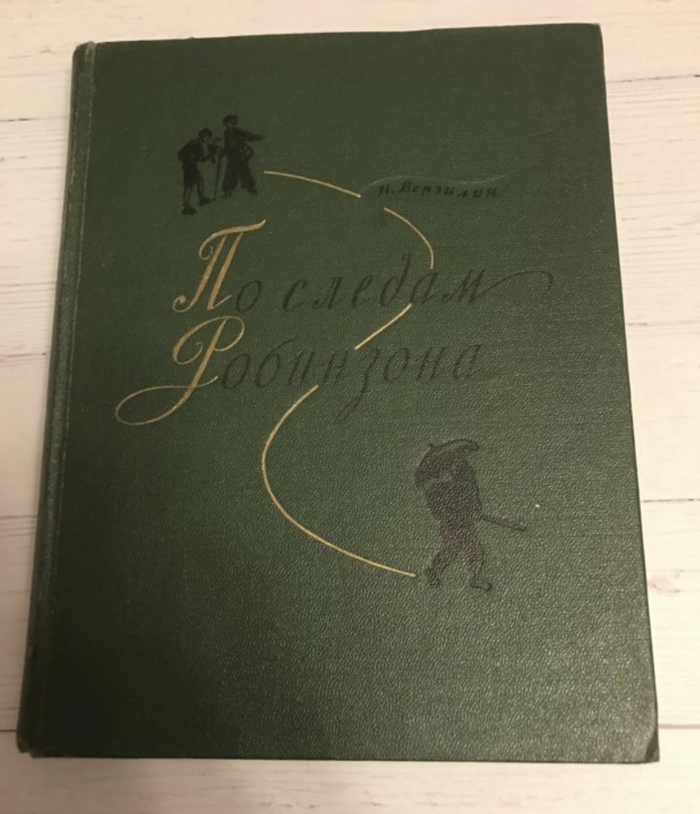 Н. Верзилин
По следам
Робинзона